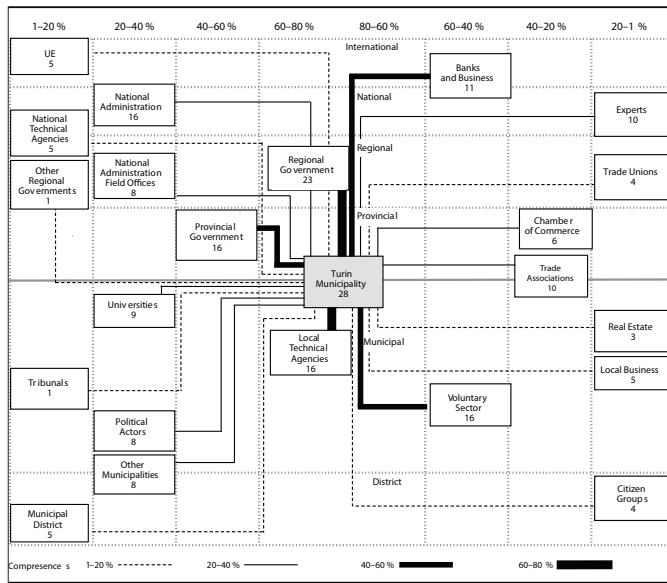 1–20% 20–40% 40–60% 60–80% 80–60% 60–40% 40–20% 20–1%
International
UE
5
Banks
and Business
11
National
Administration
16
National
Experts
10
National
Technical
Agencies
5
Regional
Regional
Government
23
National
Administration
Field Offices
8
Other
Regional
Governments
1
Trade Unions
4
Provincial
Provincial
Government
16
Chamber
of Commerce
6
Turin
Municipality
28
Trade
Associations
10
Universities
9
Real Estate
3
Municipal
Local
Technical
Agencies
16
Local Business
5
Tribunals
1
Voluntary
Sector
16
Political
Actors
8
Other
Municipalities
8
District
Citizen
Groups
4
Municipal
District
5
Compresence s 1–20 % 20–40% 40–60 % 60–80 %